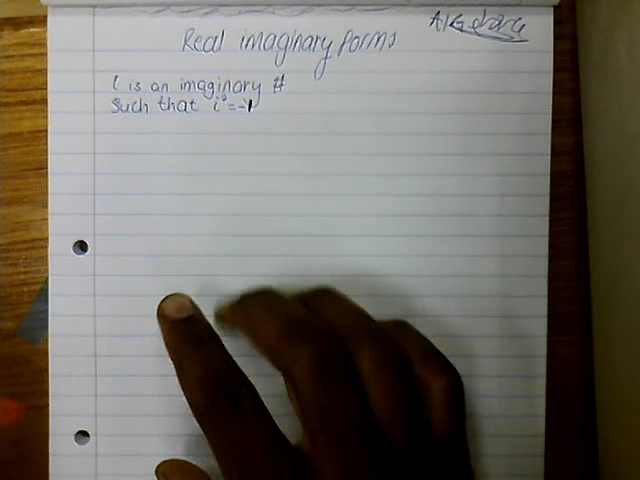 Algebra
Real imaginary Forms
i is an imaginary #
Such that i²=-1